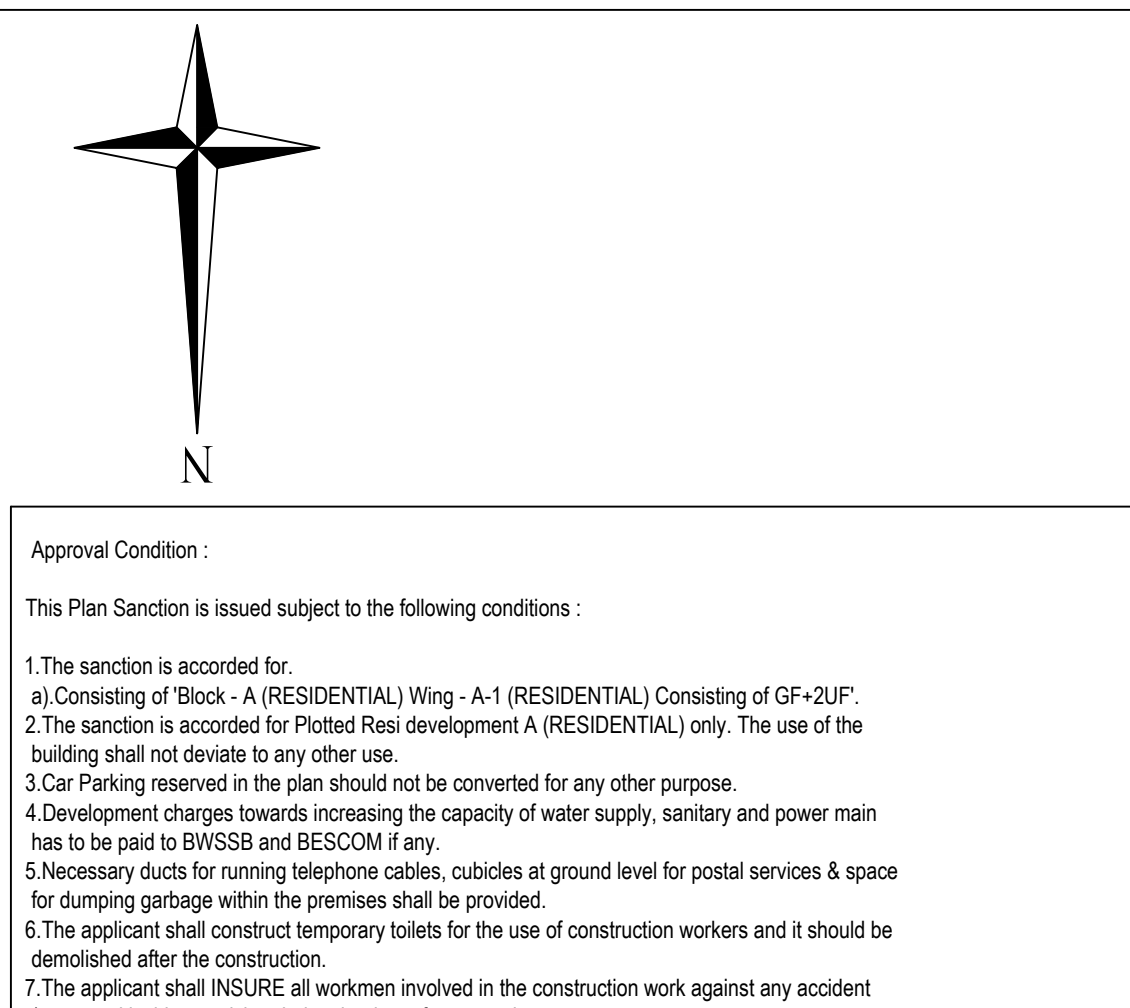 N
Approval Condition :
This Plan Sanction is issued subject to the following conditions :
1.The sanction is accorded for.
a).Consisting of 'Block - A (RESIDENTIAL) Wing - A-1 (RESIDENTIAL) Consisting of GF+2UF'.
2.The sanction is accorded for Plotted Resi development A (RESIDENTIAL) only. The use of the
building shall not deviate to any other use.
3.Car Parking reserved in the plan should not be converted for any other purpose.
4.Development charges towards increasing the capacity of water supply, sanitary and power main
has to be paid to BWSSB and BESCOM if any.
5.Necessary ducts for running telephone cables, cubicles at ground level for postal services & space
for dumping garbage within the premises shall be provided.
6.The applicant shall construct temporary toilets for the use of construction workers and it should be
demolished after the construction.
7.The applicant shall INSURE all workmen involved in the construction work against any accident